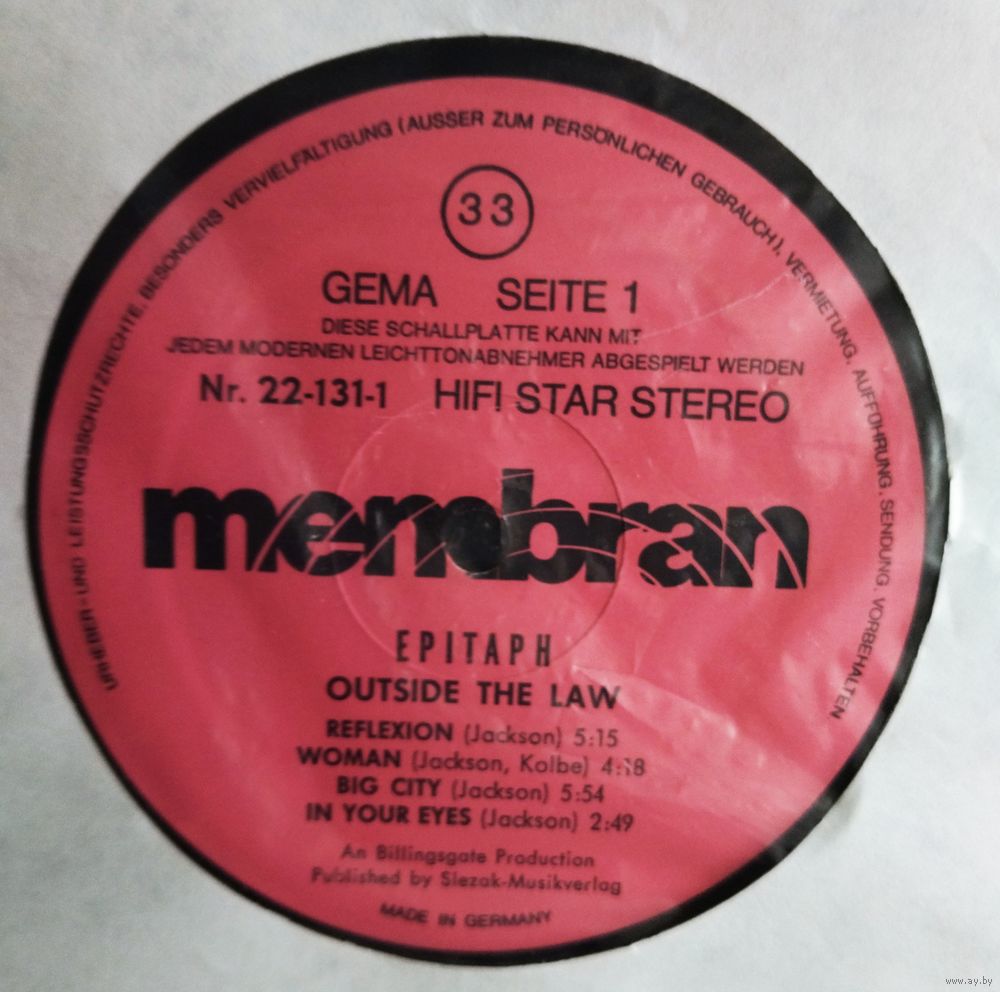 URHEBER- UND LEISTUNGSSCHUTZRECHTE, BESONDERS VERVIELFÄLTIGUNG (AUSSER ZUM PERSÖNLICHEN GEBRAUCH), VERMIETUNG, AUFFÜHRUNG, SENDUNG, VORBEHALTEN
33
GEMA SEITE 1
DIESE SCHALLPLATTE KANN MIT
JEDEM MODERNEN LEICHTTONABNEHMER ABGESPIELT WERDEN
Nr. 22-131-1 HIFI STAR STEREO
membran
EPITAPH
OUTSIDE THE LAW
REFLEXION (Jackson) 5:15
WOMAN (Jackson, Kolbe) 4:18
BIG CITY (Jackson) 5:54
IN YOUR EYES (Jackson) 2:49
An Billingsgate Production
Published by Slezak-Musikverlag
MADE IN GERMANY
www.ay.by